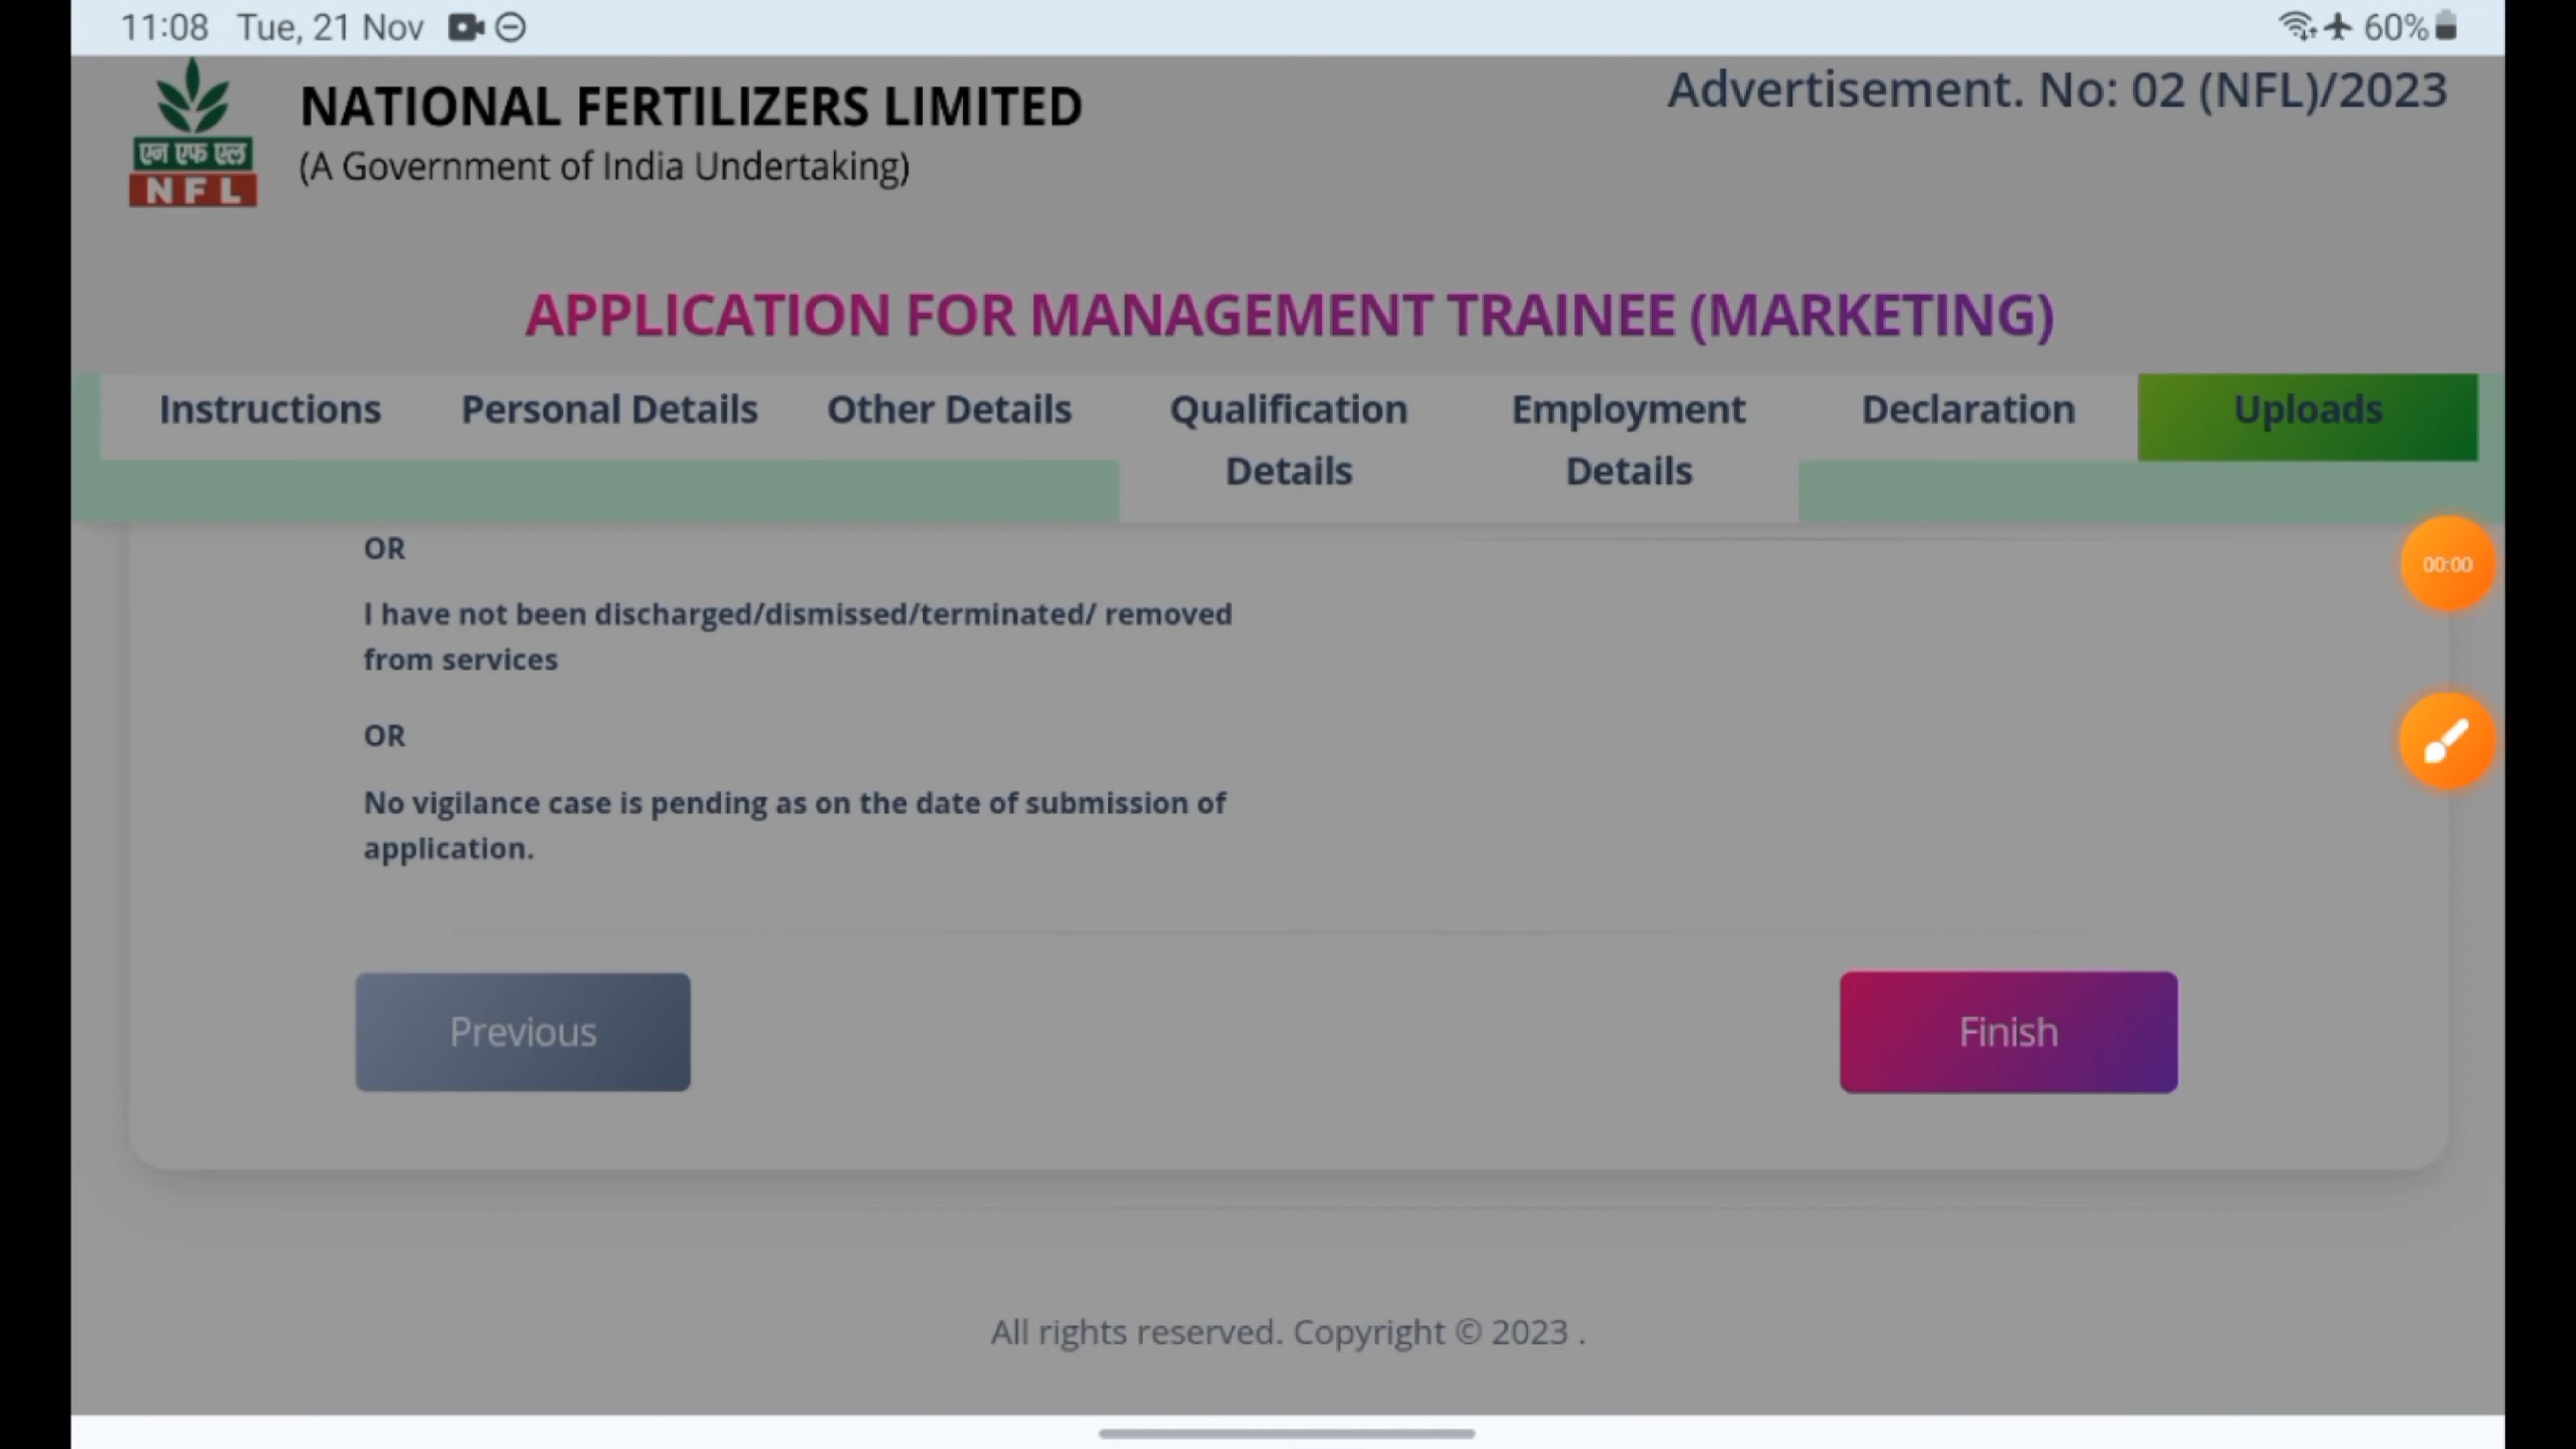 11:08 Tue, 21 Nov
60%
एन एफ एल
NFL
NATIONAL FERTILIZERS LIMITED
(A Government of India Undertaking)
Advertisement. No: 02 (NFL)/2023
APPLICATION FOR MANAGEMENT TRAINEE (MARKETING)
Instructions
Personal Details
Other Details
Qualification
Details
Employment
Details
Declaration
Uploads
OR
I have not been discharged/dismissed/terminated/ removed
from services
OR
No vigilance case is pending as on the date of submission of
application.
00:00
Previous
Finish
All rights reserved. Copyright © 2023 .